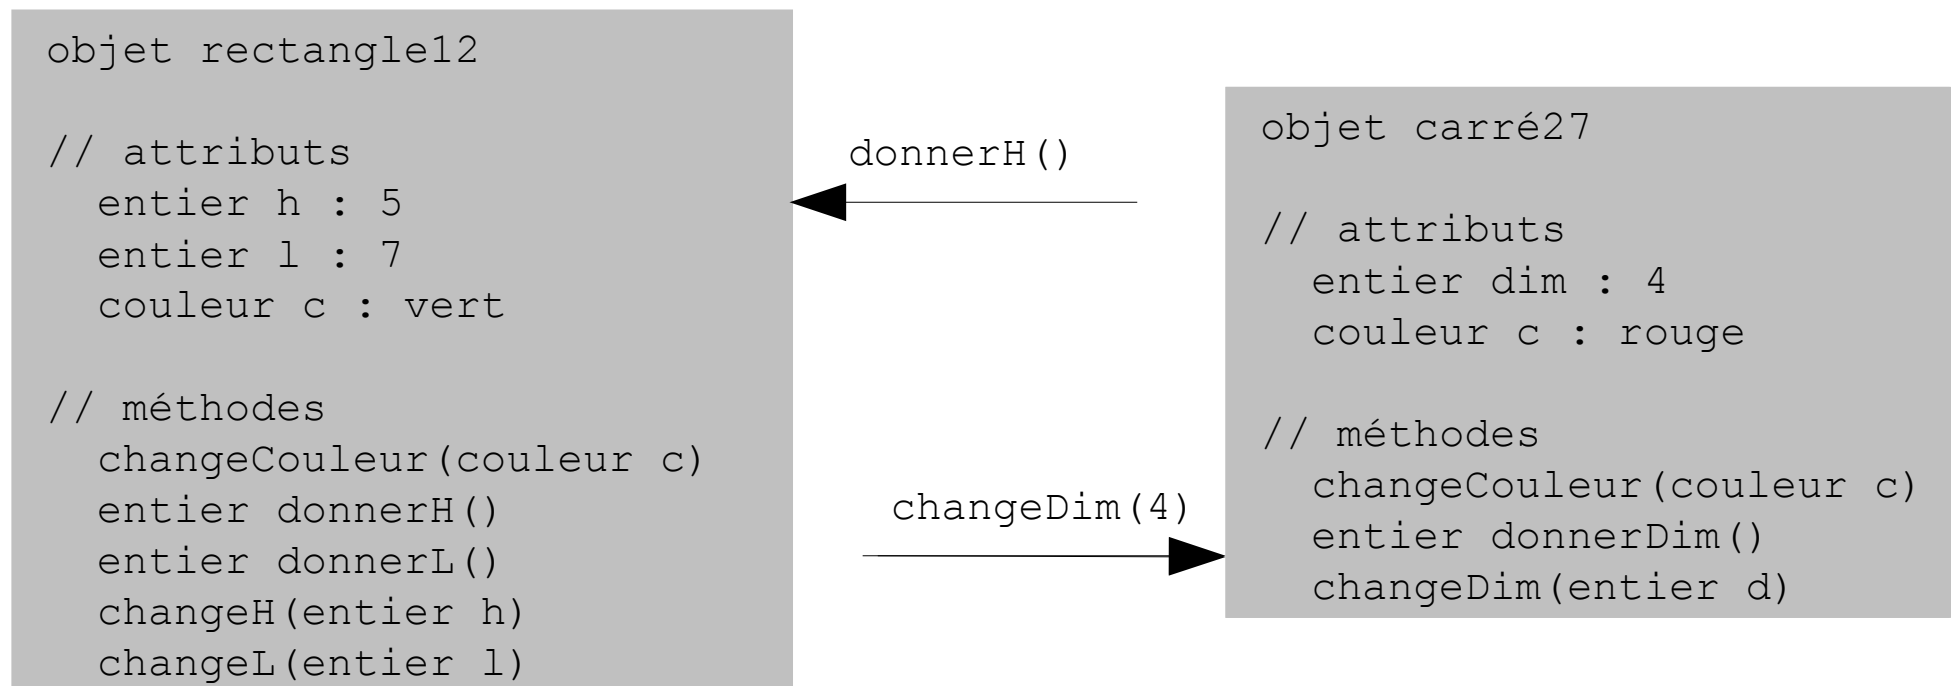 objet rectangle12
// attributs
entier h : 5
entier l : 7
couleur c : vert
// méthodes
changeCouleur(couleur c)
entier donnerH()
entier donnerL()
changeH(entier h)
changeL(entier l)
donnerH()
changeDim(4)
objet carré27
// attributs
entier dim : 4
couleur c : rouge
// méthodes
changeCouleur(couleur c)
entier donnerDim()
changeDim(entier d)